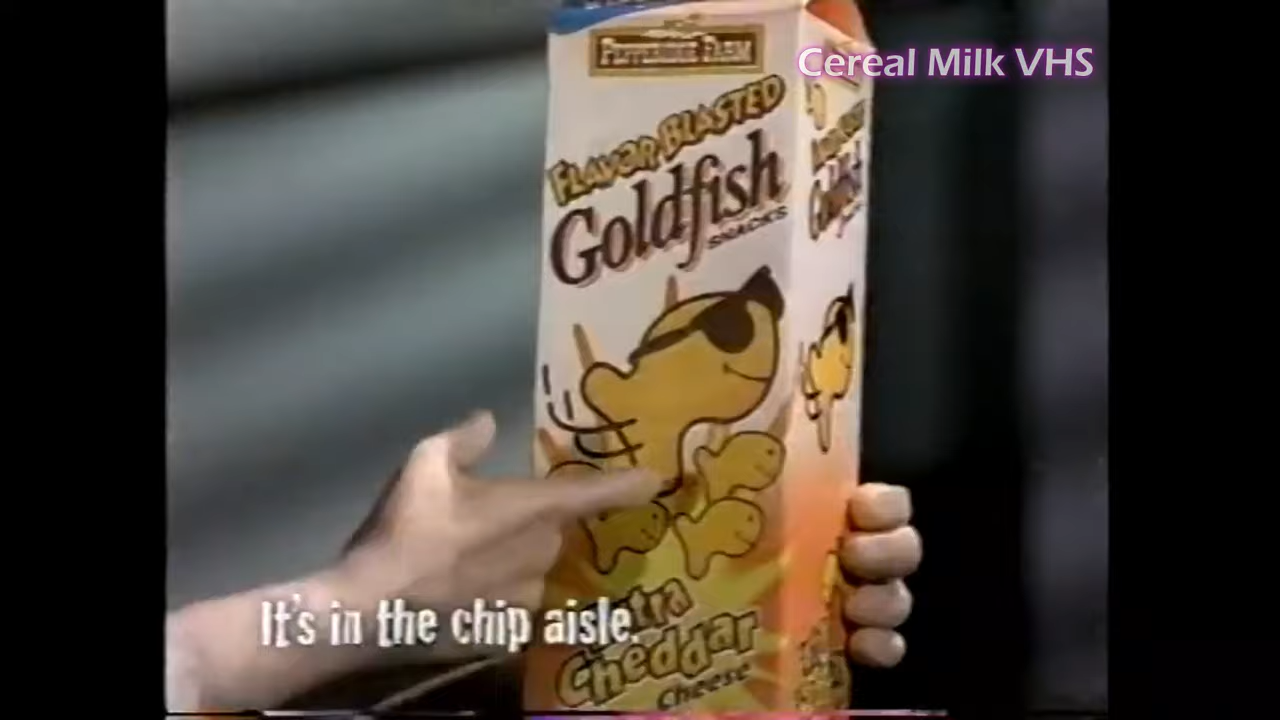 Cereal Milk VHS
PEPPERIDGE FARM
FLAVOR BLASTED
Goldfish
SNACKS
It's in the chip aisle.
Cheddar
Cheese